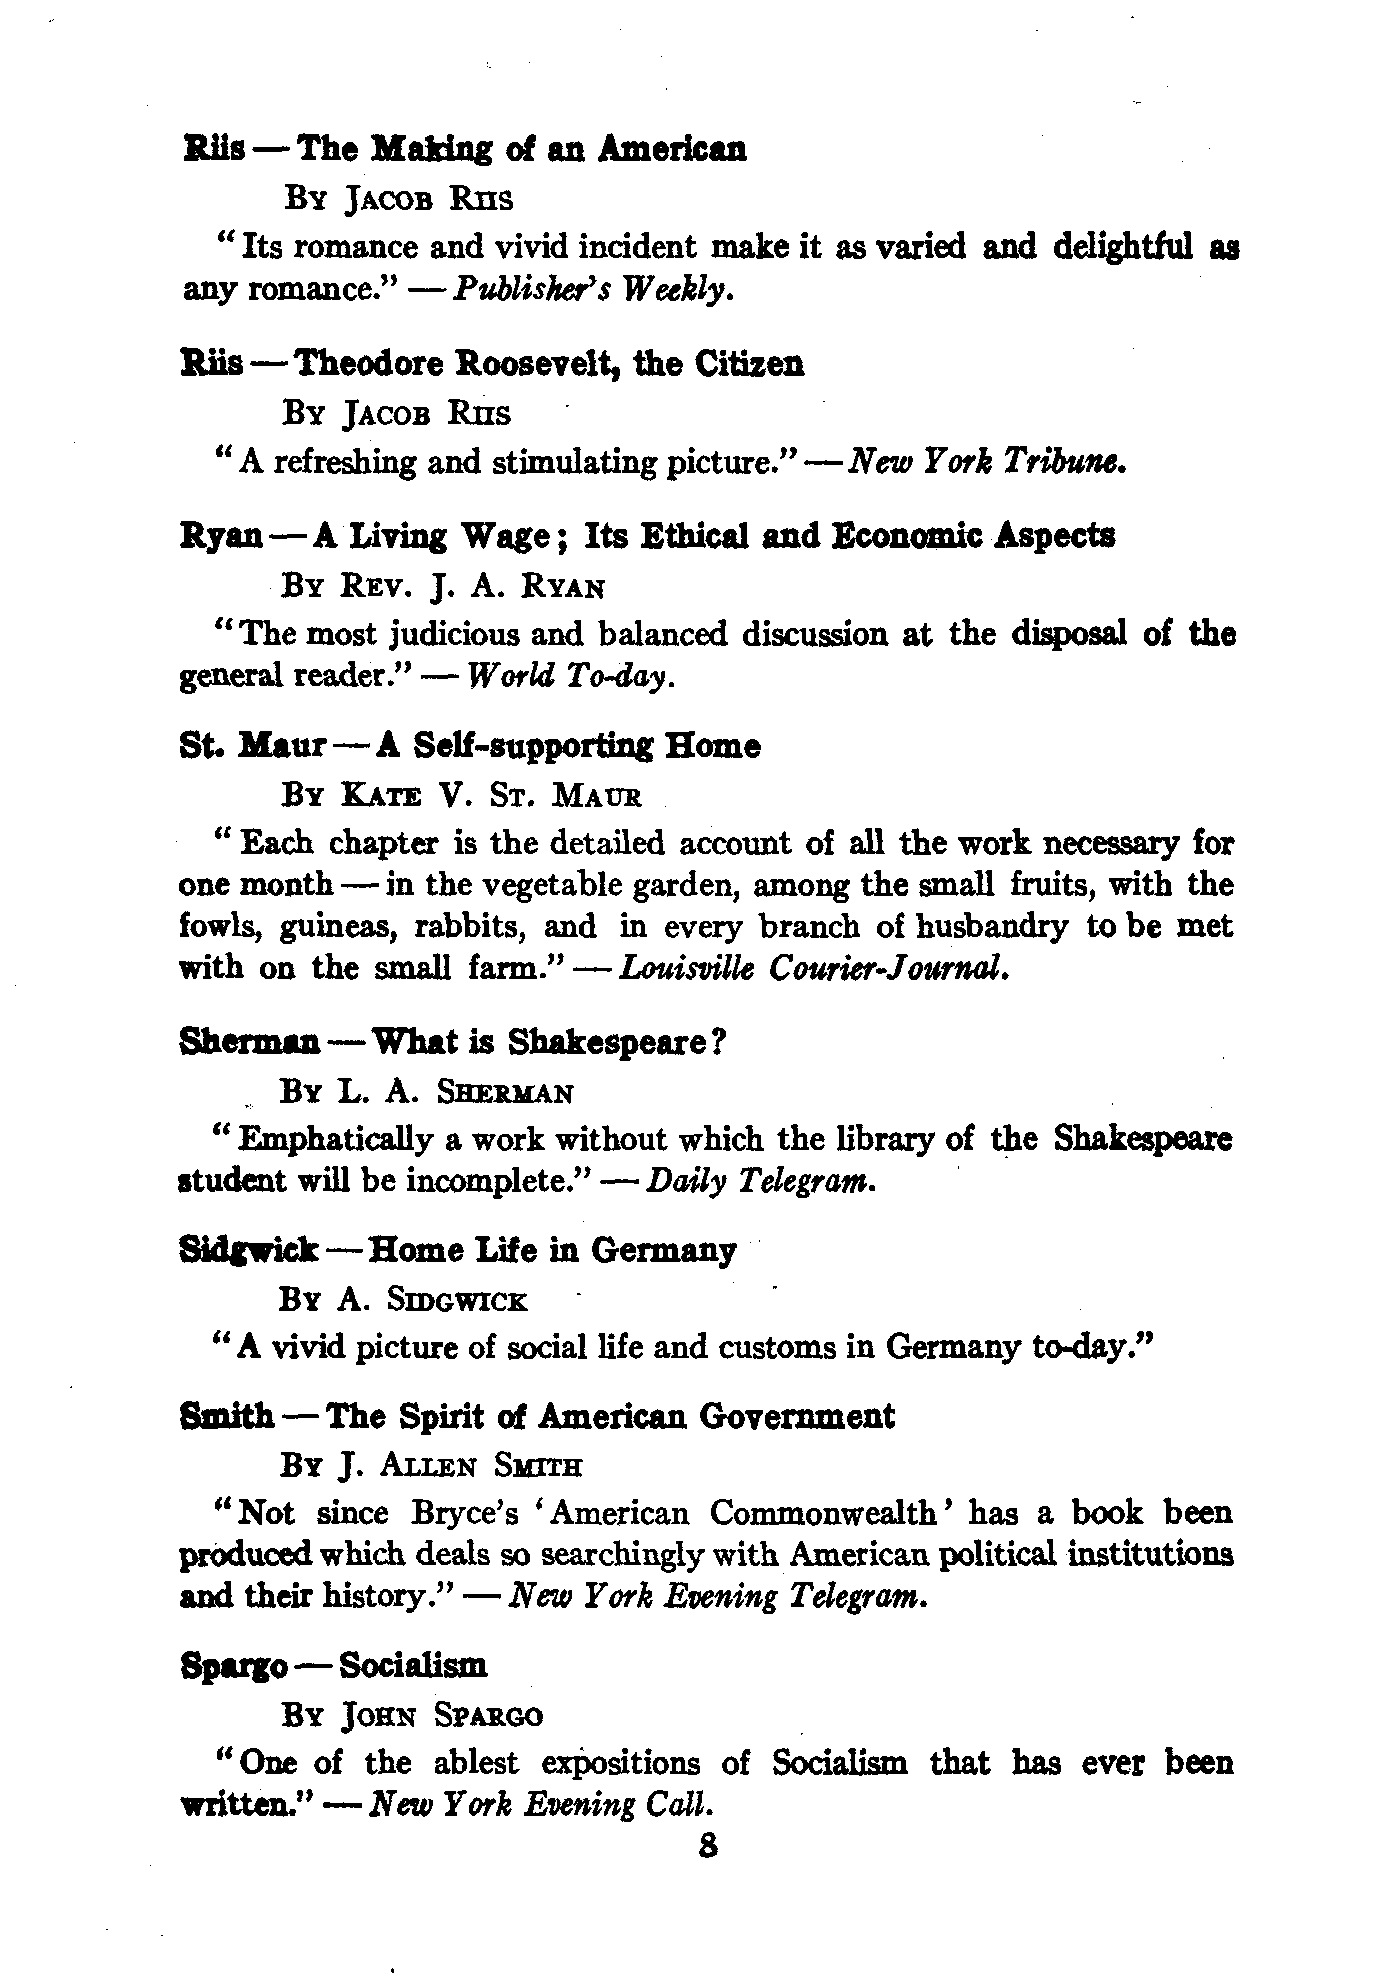 Riis — The Making of an American
By Jacob Riis
“Its romance and vivid incident make it as varied and delightful as
any romance.” — Publisher’s Weekly.
Riis — Theodore Roosevelt, the Citizen
By Jacob Riis
“A refreshing and stimulating picture.” — New York Tribune.
Ryan — A Living Wage; Its Ethical and Economic Aspects
By Rev. J. A. Ryan
“The most judicious and balanced discussion at the disposal of the
general reader.” — World To-day.
St. Maur — A Self-supporting Home
By Kate V. St. Maur
“Each chapter is the detailed account of all the work necessary for
one month — in the vegetable garden, among the small fruits, with the
fowls, guineas, rabbits, and in every branch of husbandry to be met
with on the small farm.” — Louisville Courier-Journal.
Sherman — What is Shakespeare?
By L. A. Sherman
“Emphatically a work without which the library of the Shakespeare
student will be incomplete.” — Daily Telegram.
Sidgwick — Home Life in Germany
By A. Sidgwick
“A vivid picture of social life and customs in Germany to-day.”
Smith — The Spirit of American Government
By J. Allen Smith
“Not since Bryce’s ‘American Commonwealth’ has a book been
produced which deals so searchingly with American political institutions
and their history.” — New York Evening Telegram.
Spargo — Socialism
By John Spargo
“One of the ablest expositions of Socialism that has ever been
written.” — New York Evening Call.
8